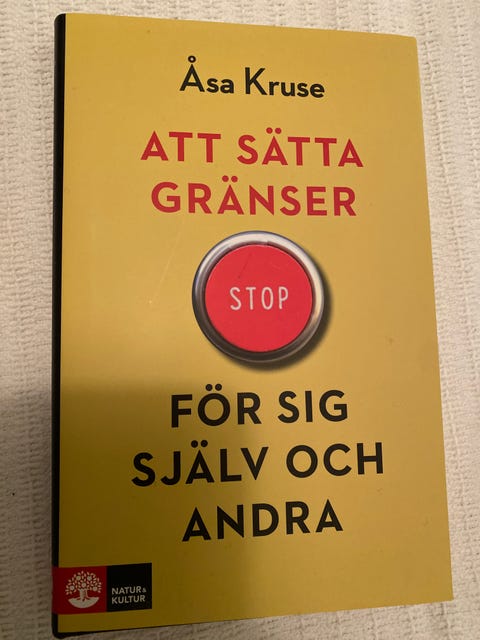 Åsa Kruse
ATT SÄTTA
GRÄNSER
STOP
FÖR SIG
SJÄLV OCH
ANDRA
NATUR &
KULTUR